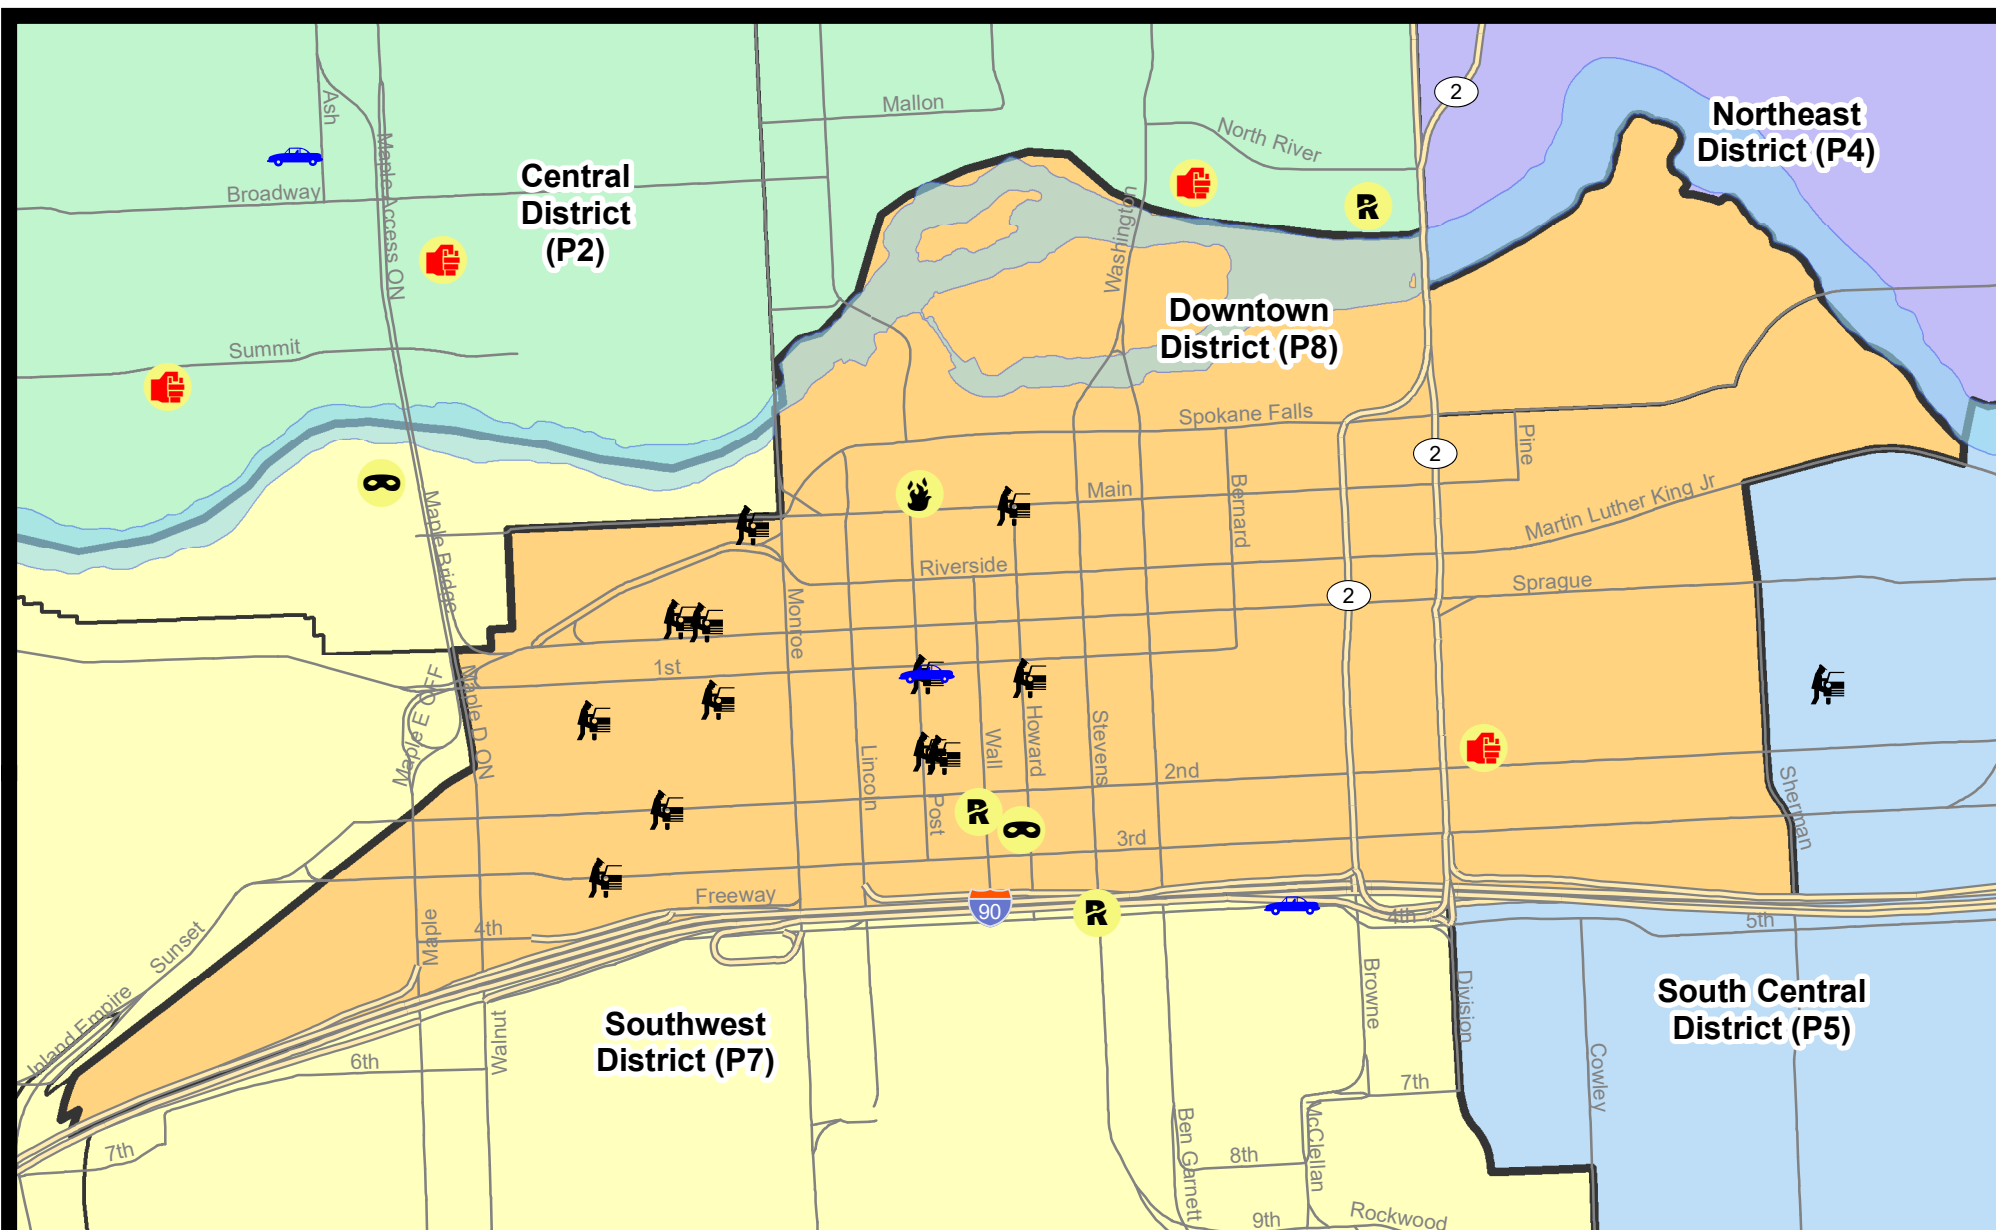 2
Northeast
District (P4)
Mallon
Ash
North River
Maple Access ON
Central
District
(P2)
Broadway
Washington
Downtown
District (P8)
Summit
Spokane Falls
2
Pine
Main
Bernard
Martin Luther King Jr
Maple Bridge
Riverside
Sprague
2
Monroe
1st
Maple E OFF
Maple D ON
Howard
Stevens
Wall
Lincoln
2nd
Sherman
Post
3rd
Freeway
90
4th
5th
Maple
4th
Sunset
Browne
Division
South Central
District (P5)
Inland Empire
Southwest
District (P7)
Walnut
6th
Cowley
7th
McClellan
Ben Garnett
7th
8th
9th
Rockwood
R
R
R